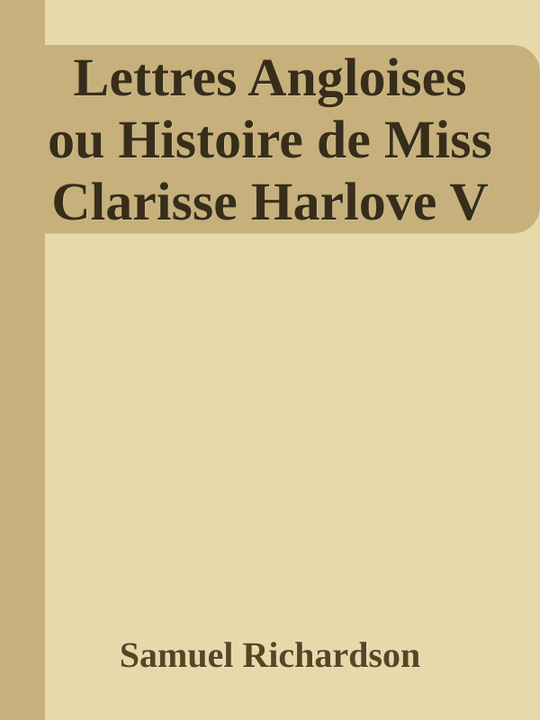 Lettres Angloises
ou Histoire de Miss
Clarisse Harlove V
Samuel Richardson